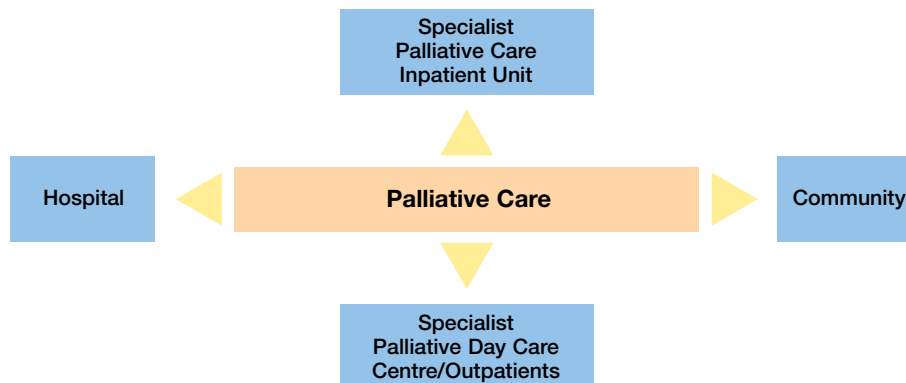 Specialist
Palliative Care
Inpatient Unit
Hospital
Palliative Care
Community
Specialist
Palliative Day Care
Centre/Outpatients